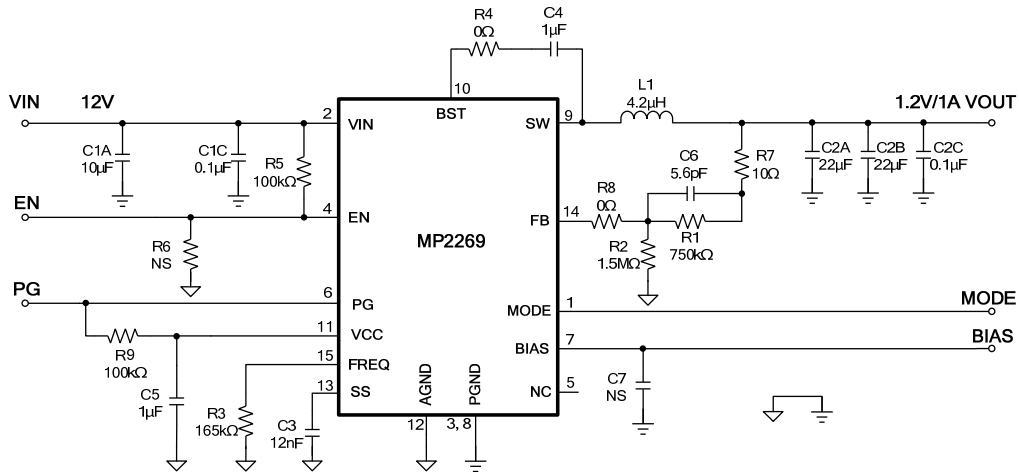 R4
0Ω
C4
1µF
10
BST
L1
4.2µH
VIN
12V
2
VIN
SW
9
1.2V/1A VOUT
C1A
10µF
C1C
0.1µF
R5
100kΩ
C6
5.6pF
R7
10Ω
C2A
22µF
C2B
22µF
C2C
0.1µF
EN
4
EN
R6
NS
MP2269
FB
14
R8
0Ω
R2
1.5MΩ
R1
750kΩ
PG
6
PG
MODE
1
MODE
R9
100kΩ
11
VCC
BIAS
7
BIAS
C5
1µF
15
FREQ
R3
165kΩ
13
SS
C3
12nF
AGND
12
PGND
3, 8
NC
5
C7
NS